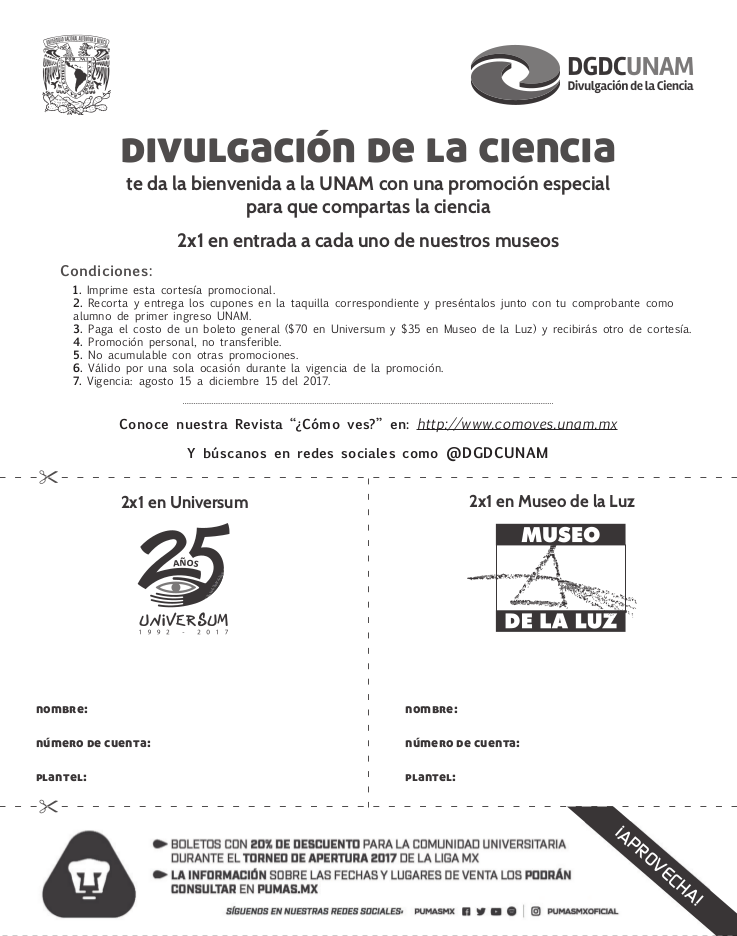 DGDCUNAM
Divulgación de la Ciencia
DIVULGACIÓN DE LA CIENCIA
te da la bienvenida a la UNAM con una promoción especial
para que compartas la ciencia
2x1 en entrada a cada uno de nuestros museos
Condiciones:
1. Imprime esta cortesía promocional.
2. Recorta y entrega los cupones en la taquilla correspondiente y preséntalos junto con tu comprobante como
alumno de primer ingreso UNAM.
3. Paga el costo de un boleto general ($70 en Universum y $35 en Museo de la Luz) y recibirás otro de cortesía.
4. Promoción personal, no transferible.
5. No acumulable con otras promociones.
6. Válido por una sola ocasión durante la vigencia de la promoción.
7. Vigencia: agosto 15 a diciembre 15 del 2017.
Conoce nuestra Revista “¿Cómo ves?” en: http://www.comoves.unam.mx
Y búscanos en redes sociales como @DGDCUNAM
2x1 en Universum
25
AÑOS
UNIVERSUM
1992 - 2017
nombre:
número de cuenta:
plantel:
2x1 en Museo de la Luz
MUSEO
DE LA LUZ
nombre:
número de cuenta:
plantel:
BOLETOS CON 20% DE DESCUENTO PARA LA COMUNIDAD UNIVERSITARIA
DURANTE EL TORNEO DE APERTURA 2017 DE LA LIGA MX
LA INFORMACIÓN SOBRE LAS FECHAS Y LUGARES DE VENTA LOS PODRÁN
CONSULTAR EN PUMAS.MX
SÍGUENOS EN NUESTRAS REDES SOCIALES: PUMASMX PUMASMXOFICIAL
¡APROVECHA!